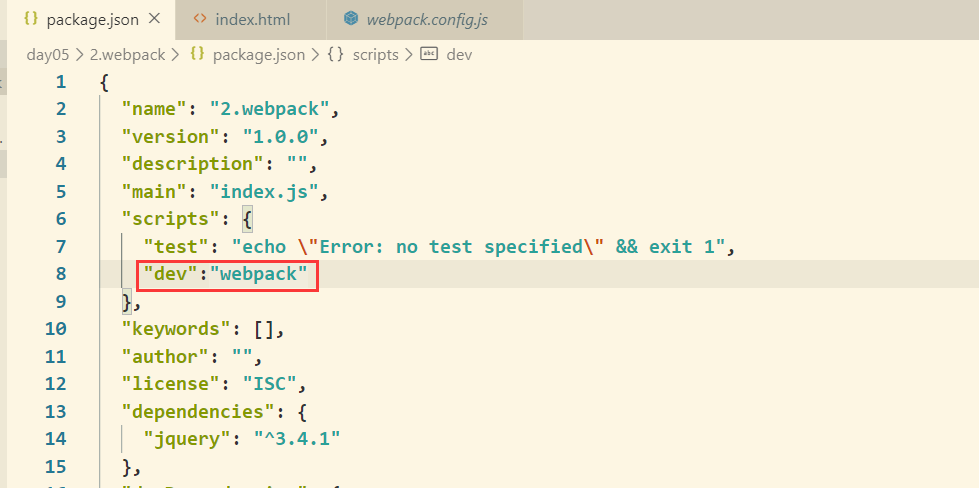 package.json index.html webpack.config.js
day05 > 2.webpack > package.json > {} scripts > abc dev
1 {
2 "name": "2.webpack",
3 "version": "1.0.0",
4 "description": "",
5 "main": "index.js",
6 "scripts": {
7 "test": "echo \"Error: no test specified\" && exit 1",
8 "dev":"webpack"
9 },
10 "keywords": [],
11 "author": "",
12 "license": "ISC",
13 "dependencies": {
14 "jquery": "^3.4.1"
15 },